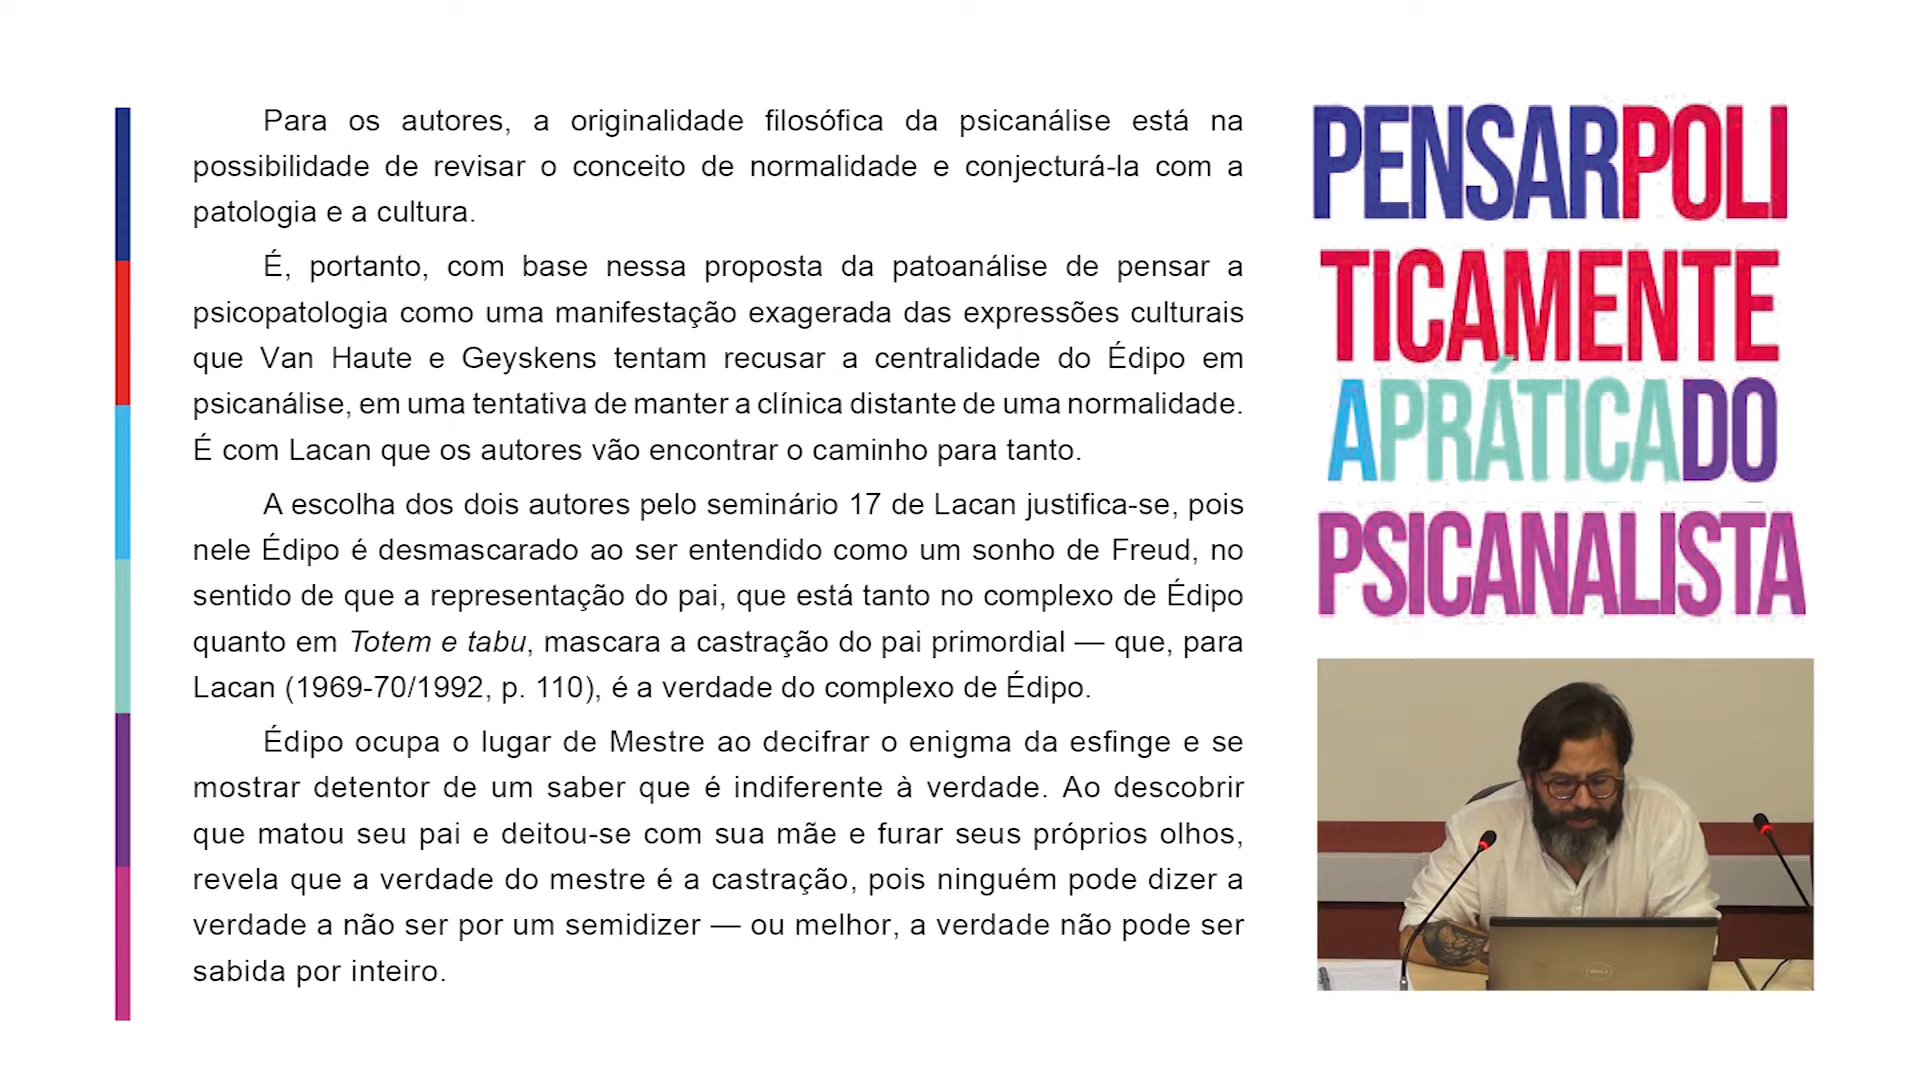 Para os autores, a originalidade filosófica da psicanálise está na
possibilidade de revisar o conceito de normalidade e conjecturá-la com a
patologia e a cultura.
É, portanto, com base nessa proposta da patoanálise de pensar a
psicopatologia como uma manifestação exagerada das expressões culturais
que Van Haute e Geyskens tentam recusar a centralidade do Édipo em
psicanálise, em uma tentativa de manter a clínica distante de uma normalidade.
É com Lacan que os autores vão encontrar o caminho para tanto.
A escolha dos dois autores pelo seminário 17 de Lacan justifica-se, pois
nele Édipo é desmascarado ao ser entendido como um sonho de Freud, no
sentido de que a representação do pai, que está tanto no complexo de Édipo
quanto em Totem e tabu, mascara a castração do pai primordial — que, para
Lacan (1969-70/1992, p. 110), é a verdade do complexo de Édipo.
Édipo ocupa o lugar de Mestre ao decifrar o enigma da esfinge e se
mostrar detentor de um saber que é indiferente à verdade. Ao descobrir
que matou seu pai e deitou-se com sua mãe e furar seus próprios olhos,
revela que a verdade do mestre é a castração, pois ninguém pode dizer a
verdade a não ser por um semidizer — ou melhor, a verdade não pode ser
sabida por inteiro.
PENSARPOLI
TICAMENTE
APRÁTICADO
PSICANALISTA
DELL